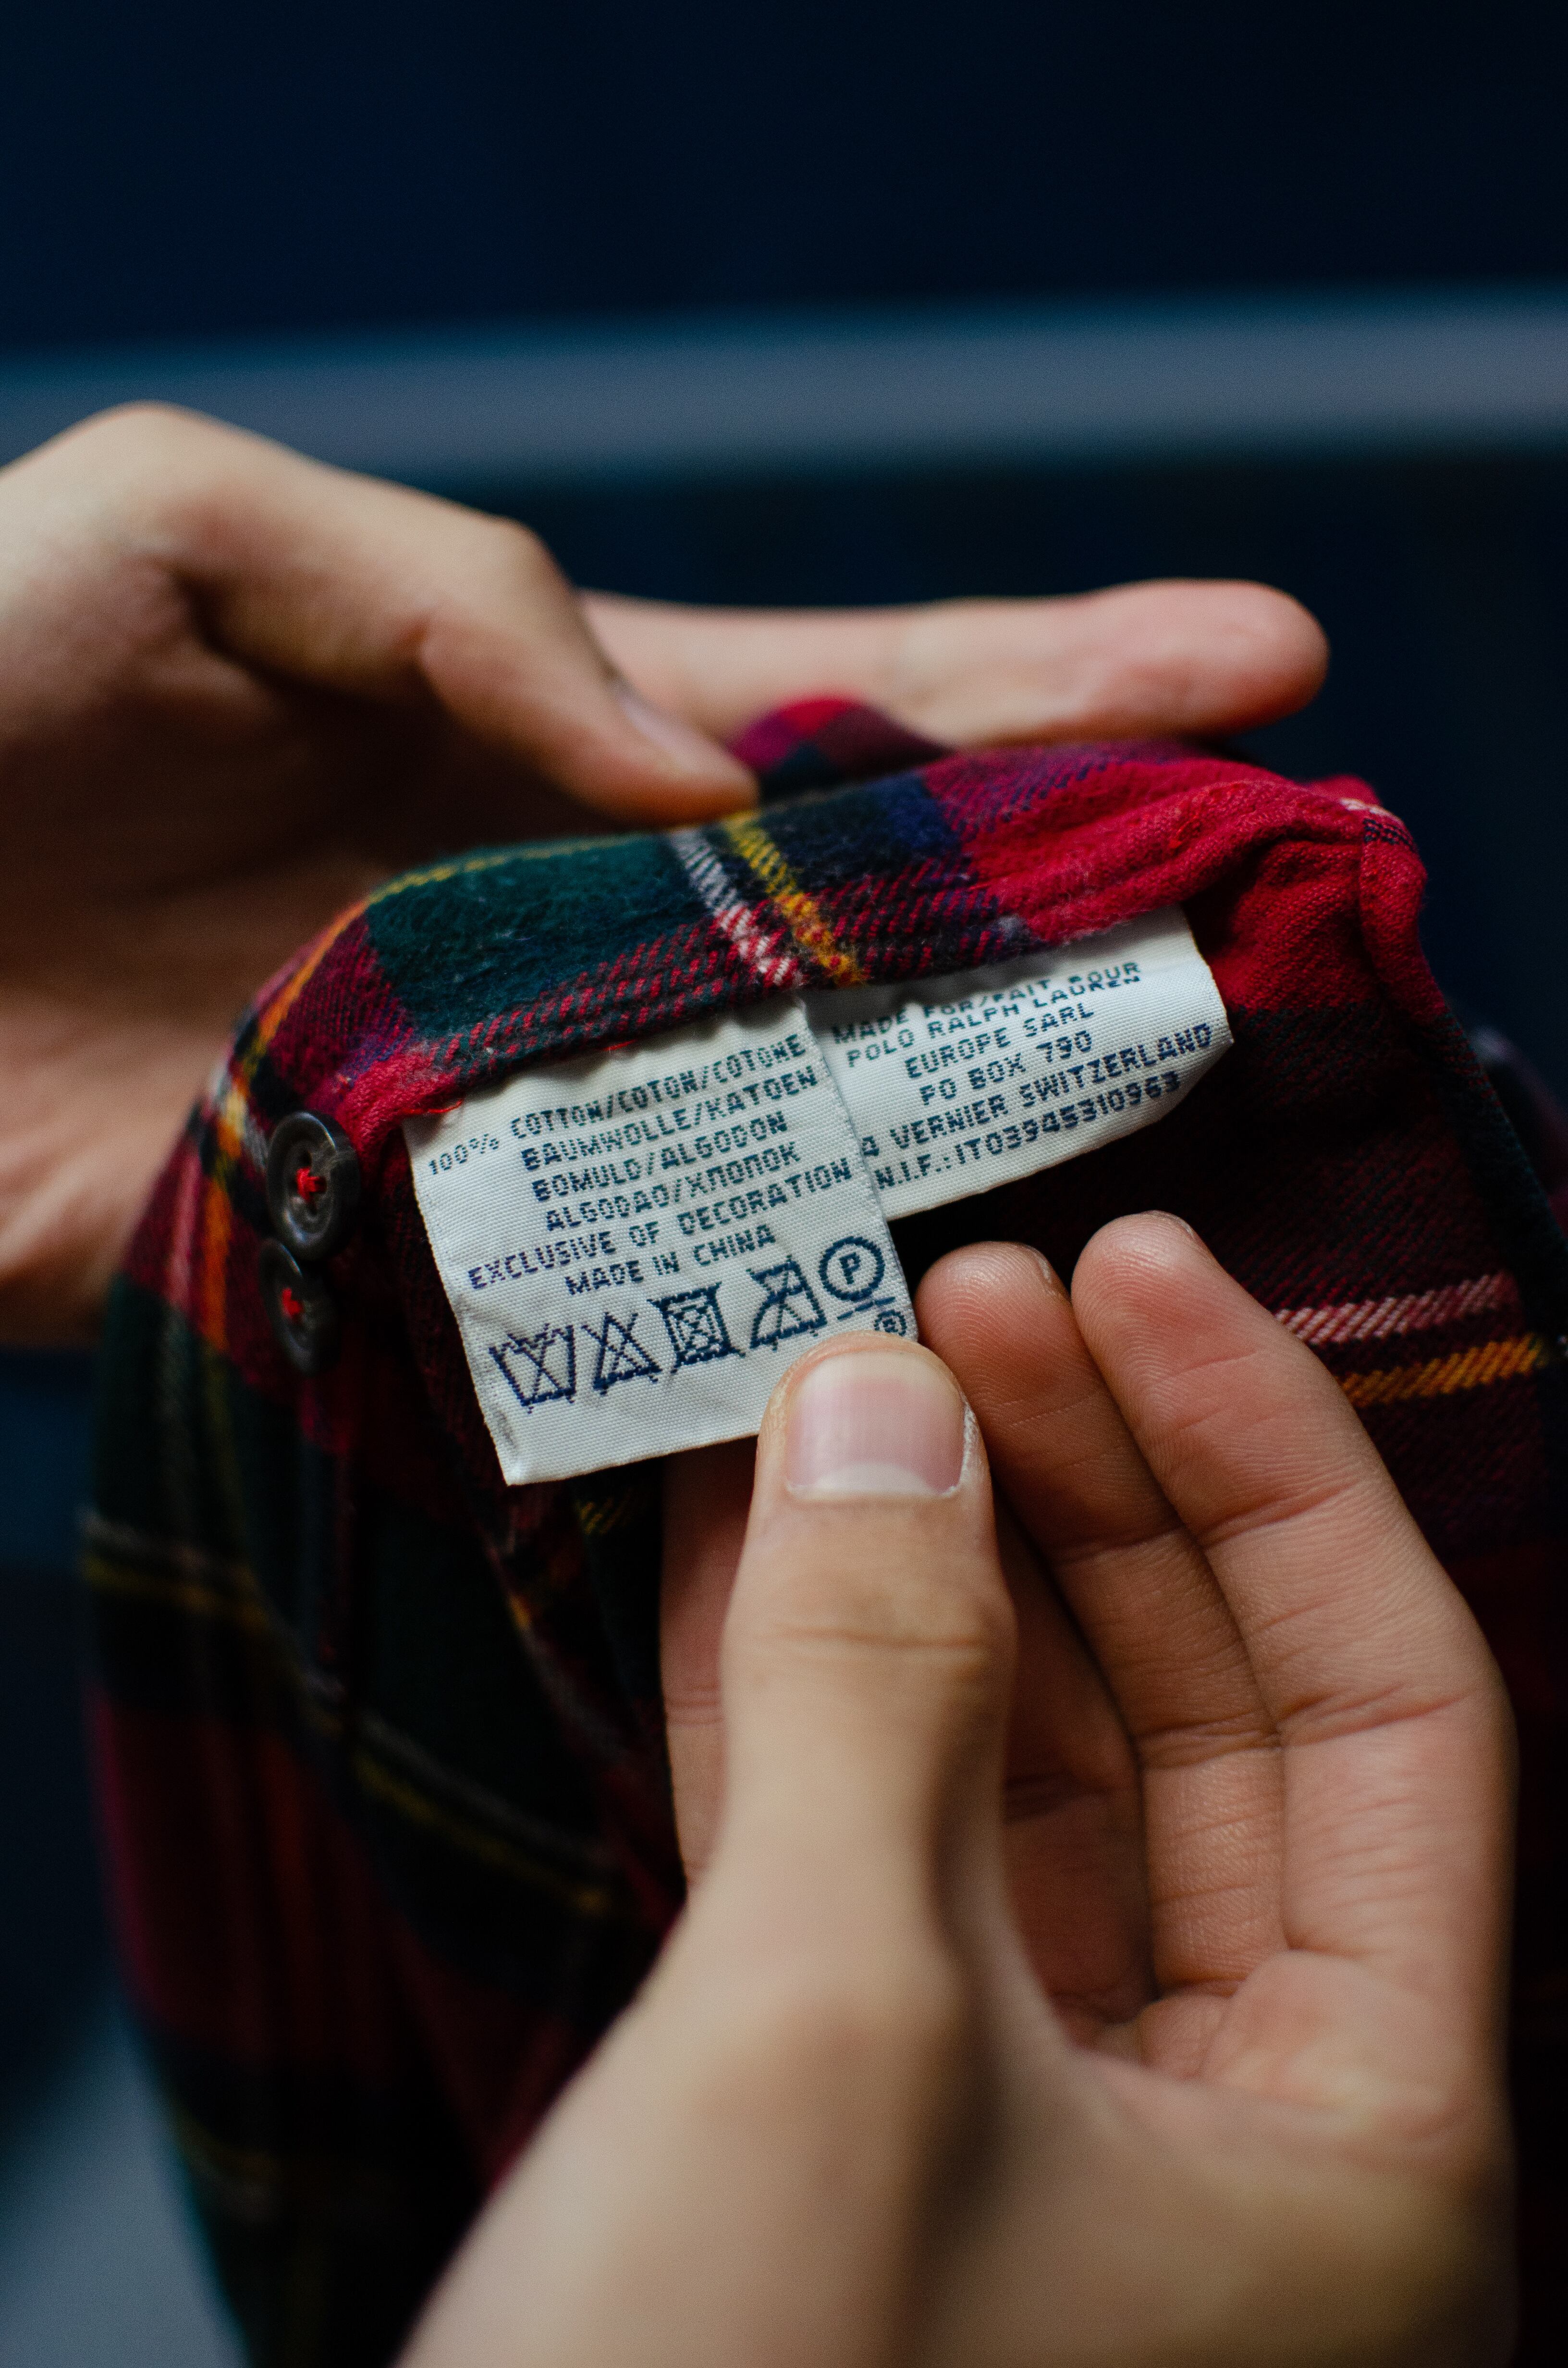 100% COTTON/COTON/COTONE
BAUMWOLLE/KATOEN
BOMULD/ALGODON
ALGODAO/ХЛОПОК
EXCLUSIVE OF DECORATION
MADE IN CHINA
P
®
MADE FOR/FAIT POUR
POLO RALPH LAUREN
EUROPE SARL
PO BOX 790
4 VERNIER SWITZERLAND
N.I.F.: IT03945310963